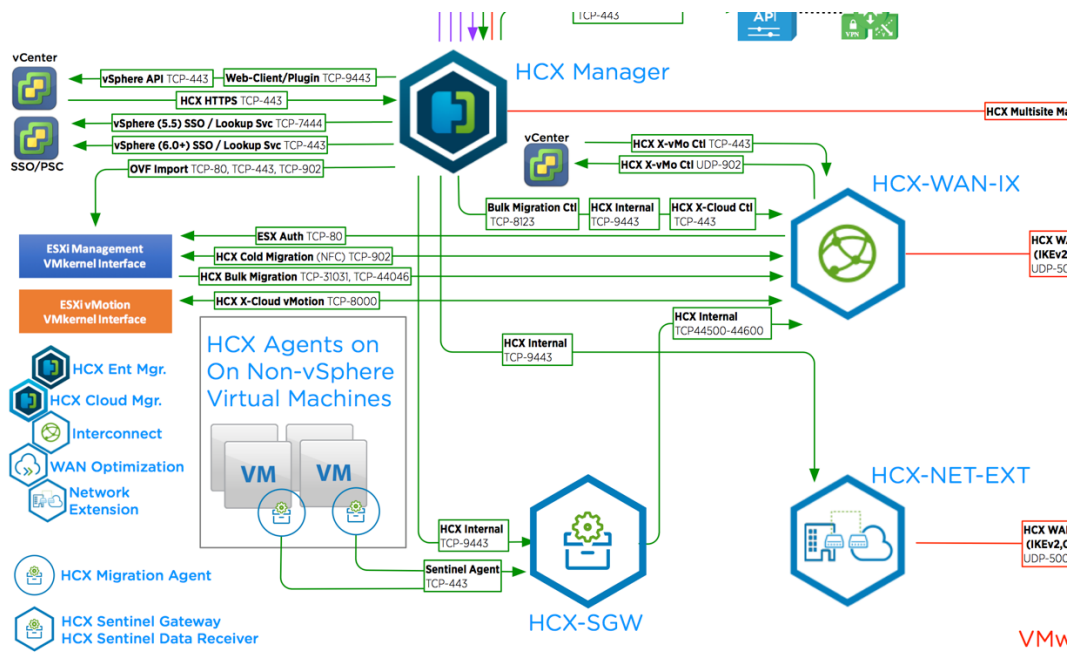 TCP-443
API
VPN
vCenter
HCX Manager
vSphere API TCP-443
Web-Client/Plugin TCP-9443
HCX HTTPS TCP-443
HCX Multisite Ma
vSphere (5.5) SSO / Lookup Svc TCP-7444
vSphere (6.0+) SSO / Lookup Svc TCP-443
SSO/PSC
OVF Import TCP-80, TCP-443, TCP-902
vCenter
HCX X-vMo Ctl TCP-443
HCX X-vMo Ctl UDP-902
HCX-WAN-IX
Bulk Migration Ctl
TCP-8123
HCX Internal
TCP-9443
HCX X-Cloud Ctl
TCP-443
ESXi Management
VMkernel Interface
ESX Auth TCP-80
HCX Cold Migration (NFC) TCP-902
HCX Bulk Migration TCP-31031, TCP-44046
HCX WA
(IKEv2
UDP-50
ESXi vMotion
VMkernel Interface
HCX X-Cloud vMotion TCP-8000
HCX Internal
TCP44500-44600
HCX Internal
TCP-9443
HCX Agents on
On Non-vSphere
Virtual Machines
VM
VM
HCX Ent Mgr.
HCX Cloud Mgr.
Interconnect
WAN Optimization
Network
Extension
HCX-NET-EXT
HCX Internal
TCP-9443
Sentinel Agent
TCP-443
HCX WAN
(IKEv2,C
UDP-500
HCX Migration Agent
HCX-SGW
HCX Sentinel Gateway
HCX Sentinel Data Receiver
VMw